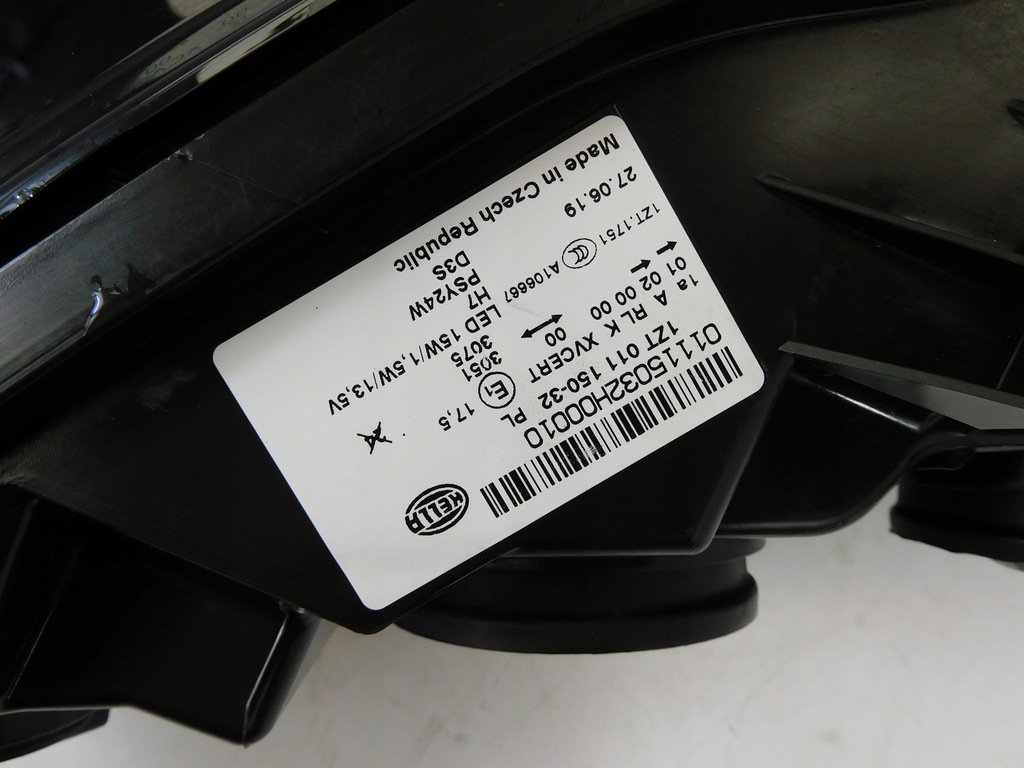 HELLA
01115032H00010
1ZT 011 150-32 PL
1a A RL K XVCERT 17,5
01 02 00 00
00
E1
3051
3075
1ZT.1751
CCC
A106667
LED 15W/1,5W/13,5V
H7
27.06.19
PSY24W
D3S
Made in Czech Republic